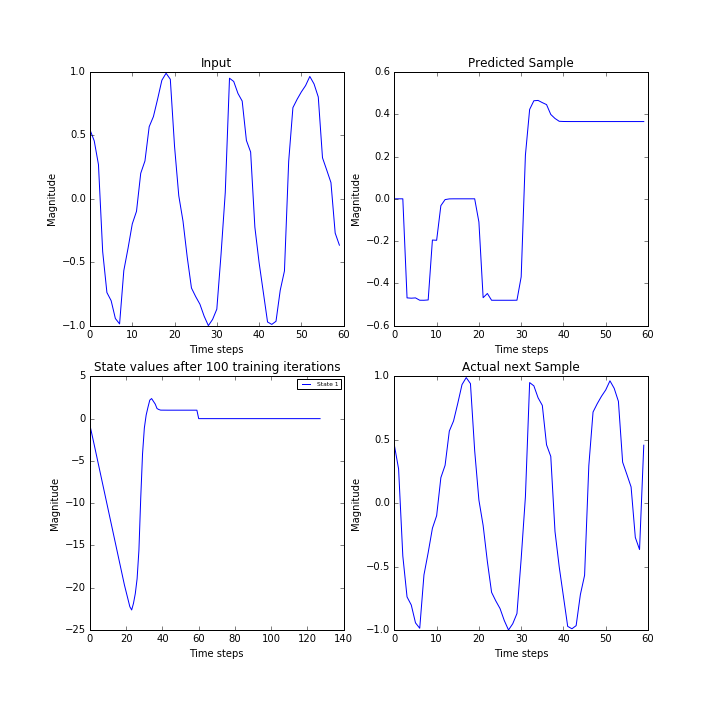 Input
1.0
0.5
0.0
−0.5
−1.0
Magnitude
0 10 20 30 40 50 60
Time steps
Predicted Sample
0.6
0.4
0.2
0.0
−0.2
−0.4
−0.6
Magnitude
0 10 20 30 40 50 60
Time steps
State values after 100 training iterations
5
0
−5
−10
−15
−20
−25
Magnitude
State 1
0 20 40 60 80 100 120 140
Time steps
Actual next Sample
1.0
0.5
0.0
−0.5
−1.0
Magnitude
0 10 20 30 40 50 60
Time steps